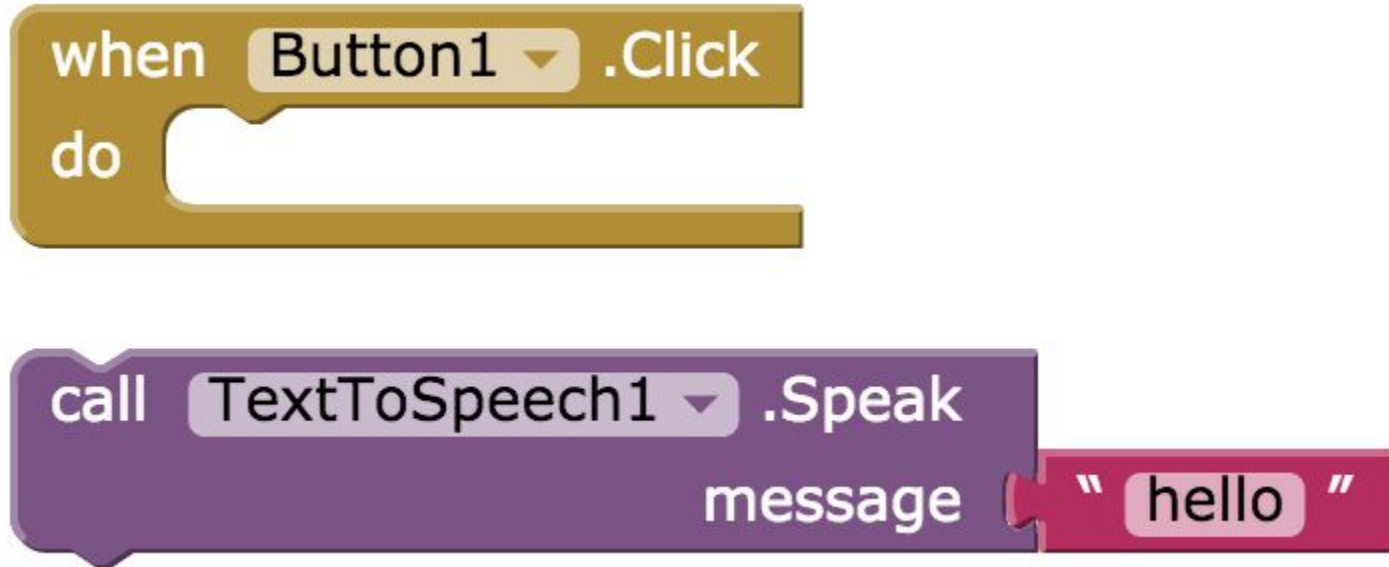 when Button1 .Click
do
call TextToSpeech1 .Speak
message " hello "